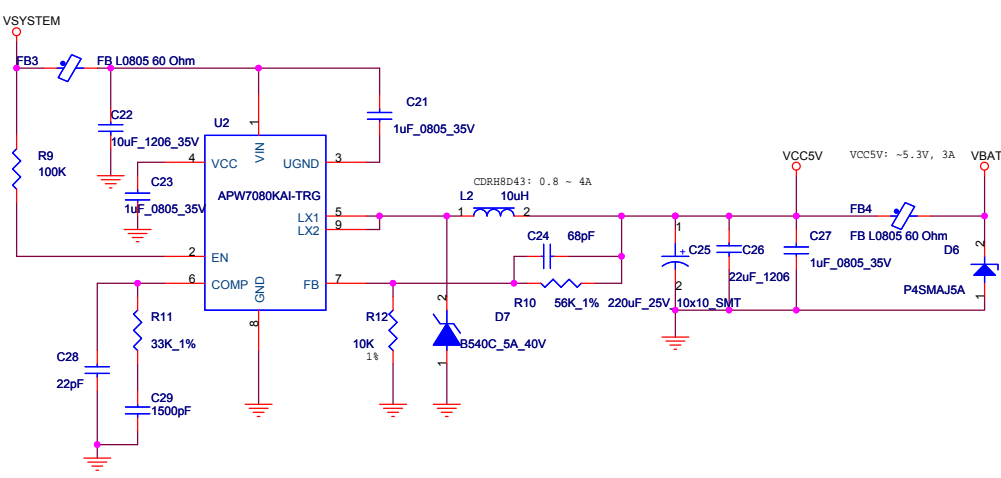 VSYSTEM
FB3
FB L0805 60 Ohm
C22
10uF_1206_35V
C21
1uF_0805_35V
U2
1
VIN
4
VCC
UGND
3
R9
100K
C23
1uF_0805_35V
APW7080KAI-TRG
LX1
5
LX2
9
2
EN
6
COMP
GND
8
FB
7
CDRH8D43: 0.8 ~ 4A
L2
10uH
1
2
C24
68pF
R10
56K_1%
VCC5V
VCC5V: ~5.3V, 3A
VBAT
FB4
FB L0805 60 Ohm
1
+
C25
2
220uF_25V_10x10_SMT
C26
22uF_1206
C27
1uF_0805_35V
D6
2
P4SMAJ5A
1
R11
33K_1%
R12
10K
1%
2
D7
B540C_5A_40V
1
C28
22pF
C29
1500pF